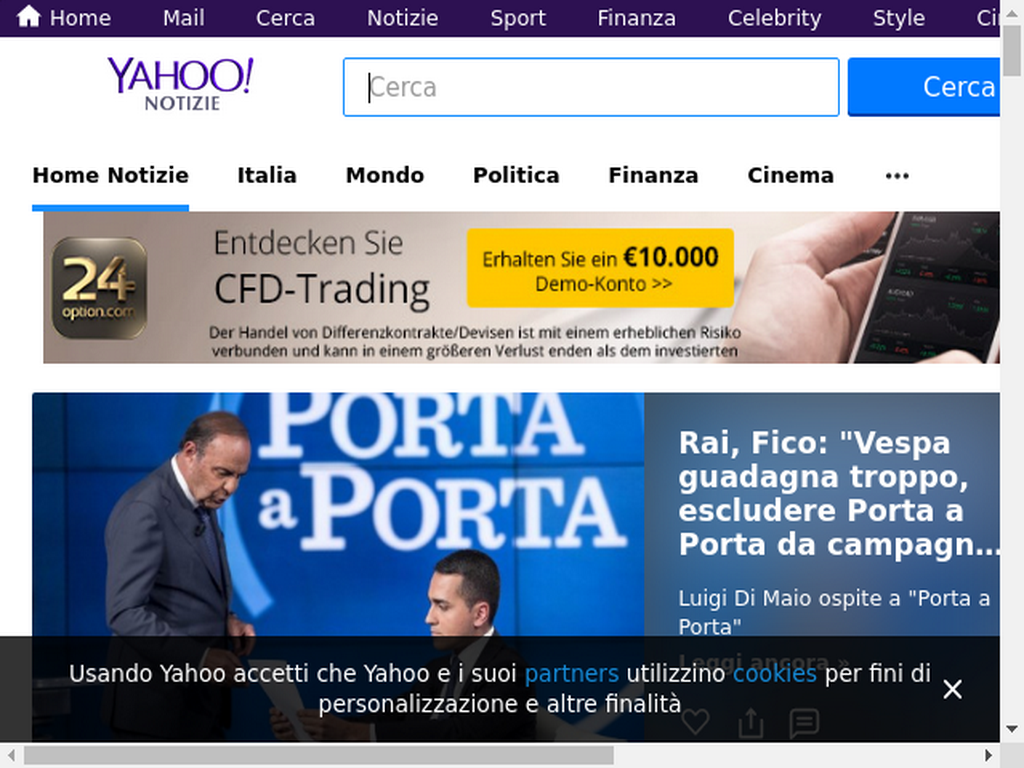 Home Mail Cerca Notizie Sport Finanza Celebrity Style
YAHOO!
NOTIZIE
Cerca
Cerca
Home Notizie Italia Mondo Politica Finanza Cinema ...
24
option.com
Entdecken Sie
CFD-Trading
Erhalten Sie ein €10.000
Demo-Konto >>
Der Handel von Differenzkontrakte/Devisen ist mit einem erheblichen Risiko
verbunden und kann in einem größeren Verlust enden als dem investierten
PORTA
a PORTA
Rai, Fico: "Vespa
guadagna troppo,
escludere Porta a
Porta da campagn...
Luigi Di Maio ospite a "Porta a
Porta"
Leggi ancora »
Usando Yahoo accetti che Yahoo e i suoi partners utilizzino cookies per fini di
personalizzazione e altre finalità